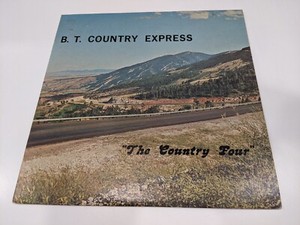 B. T. COUNTRY EXPRESS
"The Country Four"